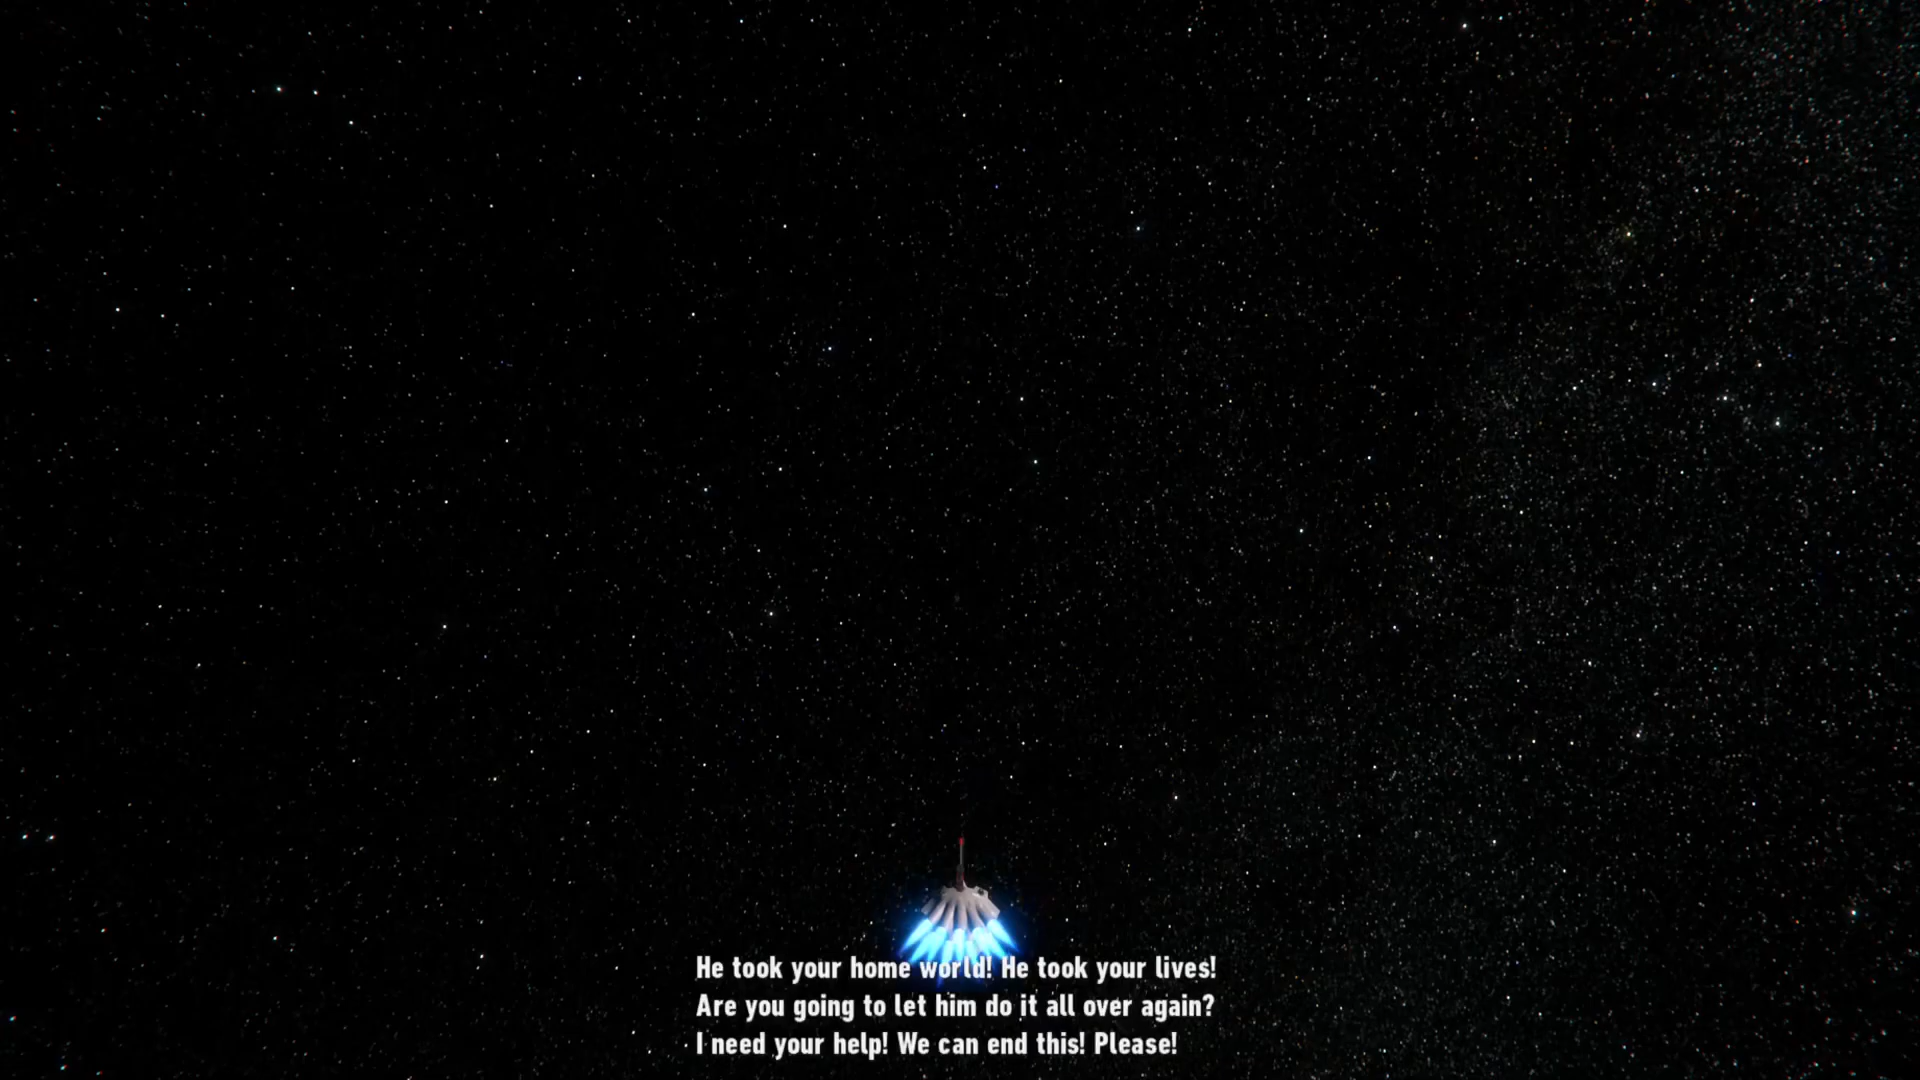 He took your home world! He took your lives!
Are you going to let him do it all over again?
I need your help! We can end this! Please!